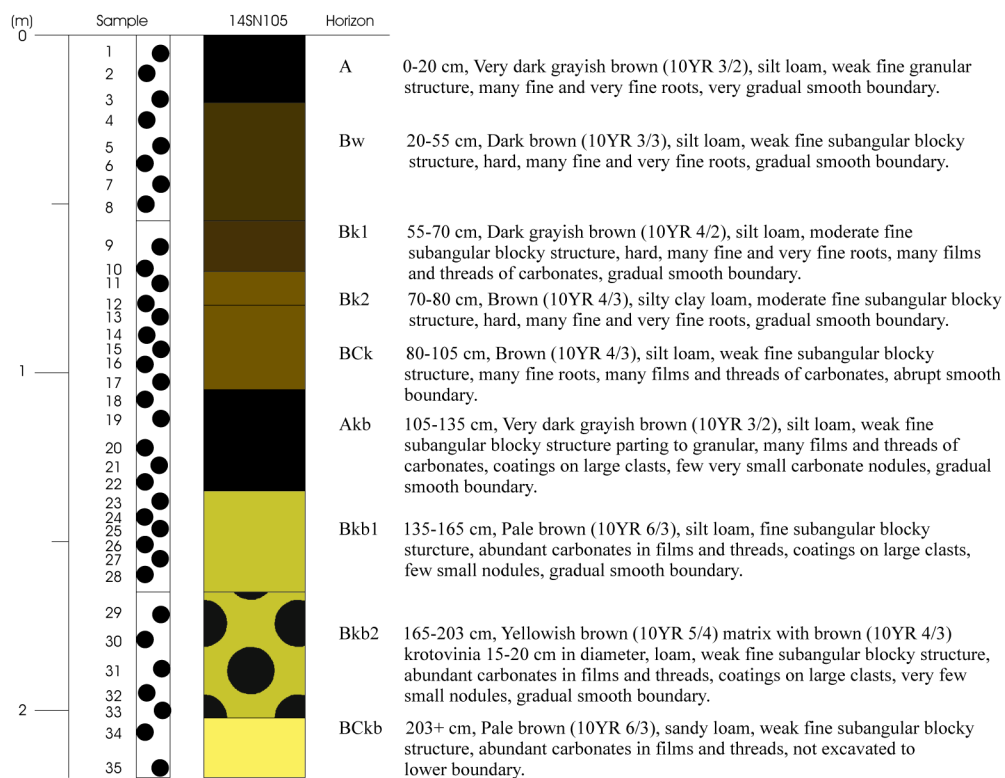 (m) Sample 14SN105 Horizon
0
1
2
3
4
5
6
7
8
9
10
11
12
13
14
15
16
17
18
19
20
21
22
23
24
25
26
27
28
29
30
31
32
33
34
35
1
2
A 0-20 cm, Very dark grayish brown (10YR 3/2), silt loam, weak fine granular
structure, many fine and very fine roots, very gradual smooth boundary.
Bw 20-55 cm, Dark brown (10YR 3/3), silt loam, weak fine subangular blocky
structure, hard, many fine and very fine roots, gradual smooth boundary.
Bk1 55-70 cm, Dark grayish brown (10YR 4/2), silt loam, moderate fine
subangular blocky structure, hard, many fine and very fine roots, many films
and threads of carbonates, gradual smooth boundary.
Bk2 70-80 cm, Brown (10YR 4/3), silty clay loam, moderate fine subangular blocky
structure, hard, many fine and very fine roots, gradual smooth boundary.
BCk 80-105 cm, Brown (10YR 4/3), silt loam, weak fine subangular blocky
structure, many fine roots, many films and threads of carbonates, abrupt smooth
boundary.
Akb 105-135 cm, Very dark grayish brown (10YR 3/2), silt loam, weak fine
subangular blocky structure parting to granular, many films and threads of
carbonates, coatings on large clasts, few very small carbonate nodules, gradual
smooth boundary.
Bkb1 135-165 cm, Pale brown (10YR 6/3), silt loam, fine subangular blocky
sturcture, abundant carbonates in films and threads, coatings on large clasts,
few small nodules, gradual smooth boundary.
Bkb2 165-203 cm, Yellowish brown (10YR 5/4) matrix with brown (10YR 4/3)
krotovinia 15-20 cm in diameter, loam, weak fine subangular blocky structure,
abundant carbonates in films and threads, coatings on large clasts, very few
small nodules, gradual smooth boundary.
BCkb 203+ cm, Pale brown (10YR 6/3), sandy loam, weak fine subangular blocky
structure, abundant carbonates in films and threads, not excavated to
lower boundary.